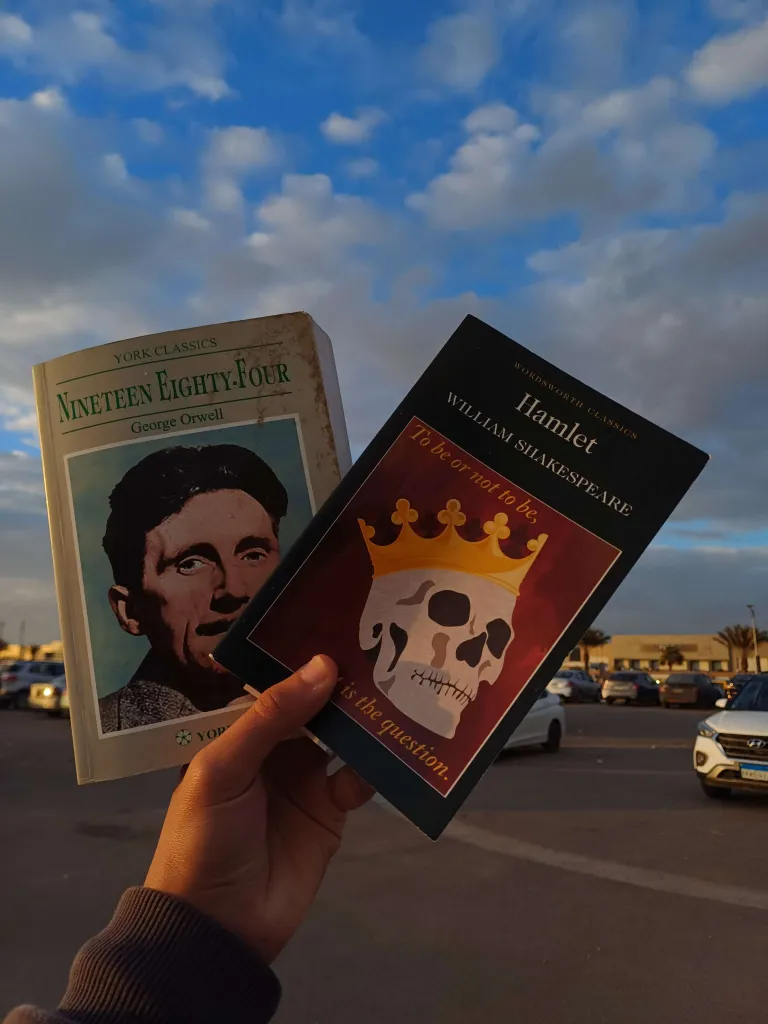 YORK CLASSICS
NINETEEN EIGHTY-FOUR
George Orwell
YOR
WORDSWORTH CLASSICS
Hamlet
WILLIAM SHAKESPEARE
To be or not to be,
t is the question.